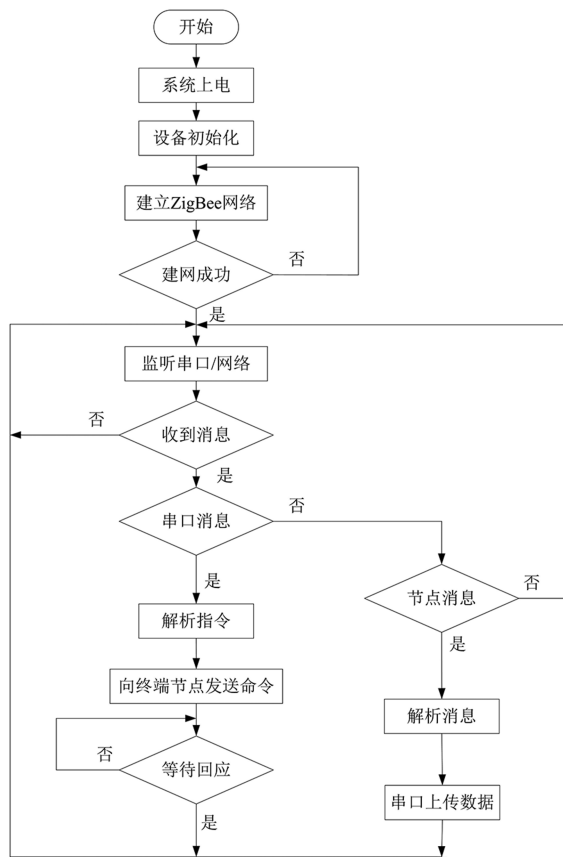 开始
系统上电
设备初始化
建立ZigBee网络
建网成功
否
是
监听串口/网络
否
收到消息
是
串口消息
否
是
节点消息
否
解析指令
是
向终端节点发送命令
解析消息
否
等待回应
串口上传数据
是